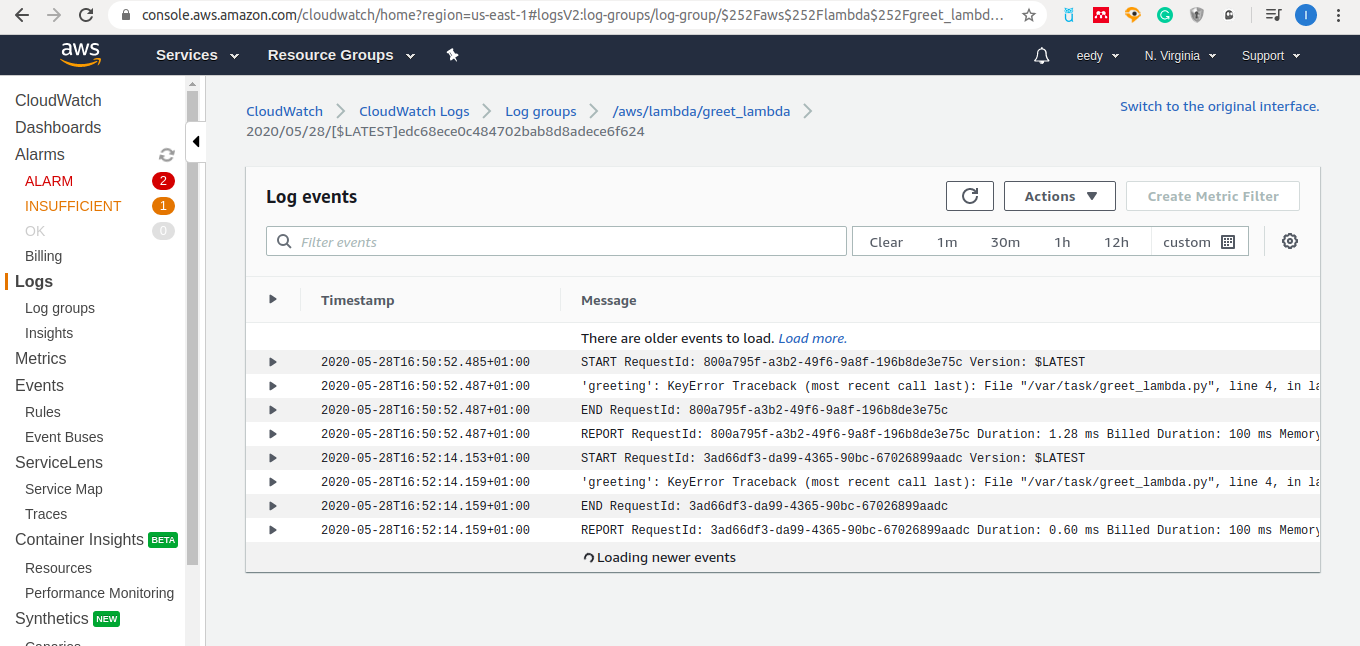 console.aws.amazon.com/cloudwatch/home?region=us-east-1#logsV2:log-groups/log-group/$252Faws$252Flambda$252Fgreet_lambd...
aws Services Resource Groups eedy N. Virginia Support
CloudWatch
Dashboards
Alarms
ALARM 2
INSUFFICIENT 1
OK 0
Billing
Logs
Log groups
Insights
Metrics
Events
Rules
Event Buses
ServiceLens
Service Map
Traces
Container Insights BETA
Resources
Performance Monitoring
Synthetics NEW
Canaries
CloudWatch CloudWatch Logs Log groups /aws/lambda/greet_lambda
2020/05/28/[$LATEST]edc68ece0c484702bab8d8adece6f624
Switch to the original interface.
Log events Actions Create Metric Filter
Filter events Clear 1m 30m 1h 12h custom
Timestamp Message
There are older events to load. Load more.
2020-05-28T16:50:52.485+01:00 START RequestId: 800a795f-a3b2-49f6-9a8f-196b8de3e75c Version: $LATEST
2020-05-28T16:50:52.487+01:00 'greeting': KeyError Traceback (most recent call last): File "/var/task/greet_lambda.py", line 4, in la
2020-05-28T16:50:52.487+01:00 END RequestId: 800a795f-a3b2-49f6-9a8f-196b8de3e75c
2020-05-28T16:50:52.487+01:00 REPORT RequestId: 800a795f-a3b2-49f6-9a8f-196b8de3e75c Duration: 1.28 ms Billed Duration: 100 ms Memory
2020-05-28T16:52:14.153+01:00 START RequestId: 3ad66df3-da99-4365-90bc-67026899aadc Version: $LATEST
2020-05-28T16:52:14.159+01:00 'greeting': KeyError Traceback (most recent call last): File "/var/task/greet_lambda.py", line 4, in la
2020-05-28T16:52:14.159+01:00 END RequestId: 3ad66df3-da99-4365-90bc-67026899aadc
2020-05-28T16:52:14.159+01:00 REPORT RequestId: 3ad66df3-da99-4365-90bc-67026899aadc Duration: 0.60 ms Billed Duration: 100 ms Memory
Loading newer events